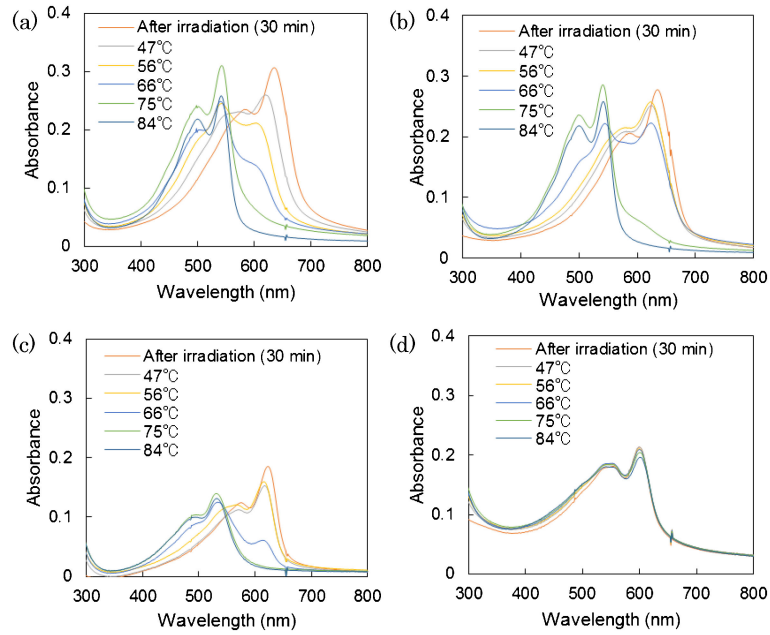 (a)
0.4
0.3
0.2
0.1
0
Absorbance
After irradiation (30 min)
47℃
56℃
66℃
75℃
84℃
300 400 500 600 700 800
Wavelength (nm)
(b)
0.4
0.3
0.2
0.1
0
Absorbance
After irradiation (30 min)
47℃
56℃
66℃
75℃
84℃
300 400 500 600 700 800
Wavelength (nm)
(c)
0.4
0.3
0.2
0.1
0
Absorbance
After irradiation (30 min)
47℃
56℃
66℃
75℃
84℃
300 400 500 600 700 800
Wavelength (nm)
(d)
0.4
0.3
0.2
0.1
0
Absorbance
After irradiation (30 min)
47℃
56℃
66℃
75℃
84℃
300 400 500 600 700 800
Wavelength (nm)